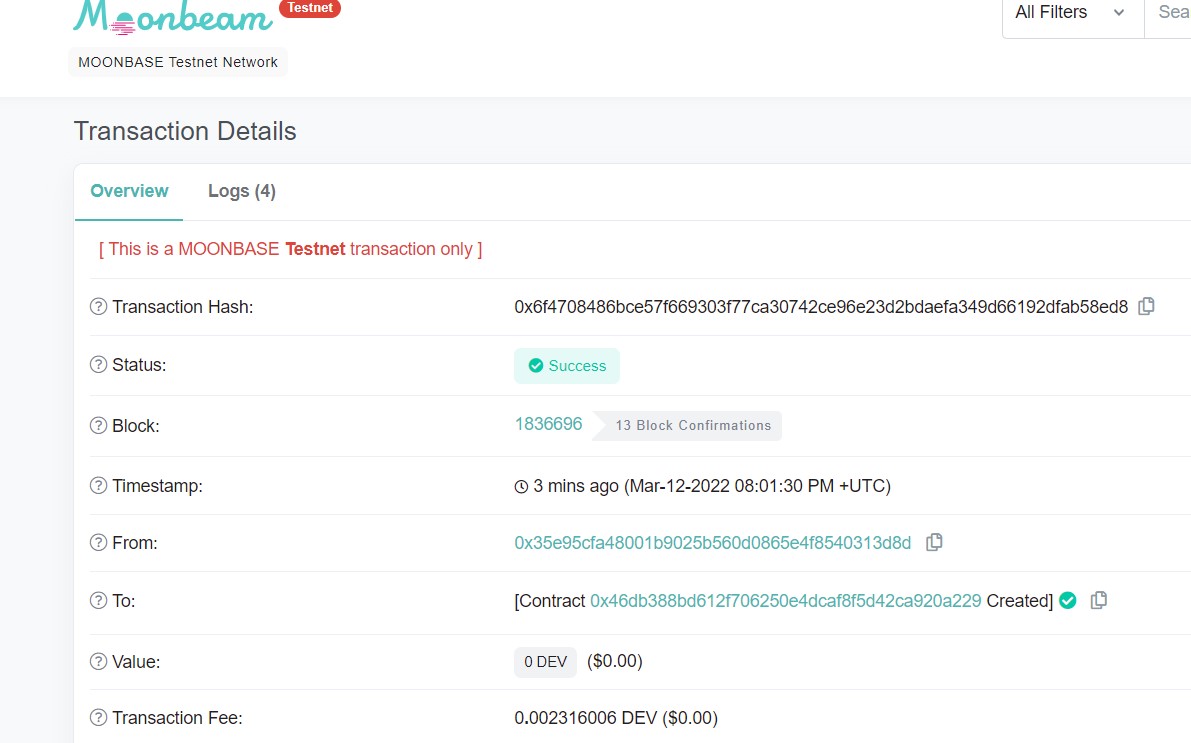 Moonbeam Testnet
All Filters Sea
MOONBASE Testnet Network
Transaction Details
Overview Logs (4)
[ This is a MOONBASE Testnet transaction only ]
Transaction Hash: 0x6f4708486bce57f669303f77ca30742ce96e23d2bdaefa349d66192dfab58ed8
Status: Success
Block: 1836696 13 Block Confirmations
Timestamp: 3 mins ago (Mar-12-2022 08:01:30 PM +UTC)
From: 0x35e95cfa48001b9025b560d0865e4f8540313d8d
To: [Contract 0x46db388bd612f706250e4dcaf8f5d42ca920a229 Created]
Value: 0 DEV ($0.00)
Transaction Fee: 0.002316006 DEV ($0.00)